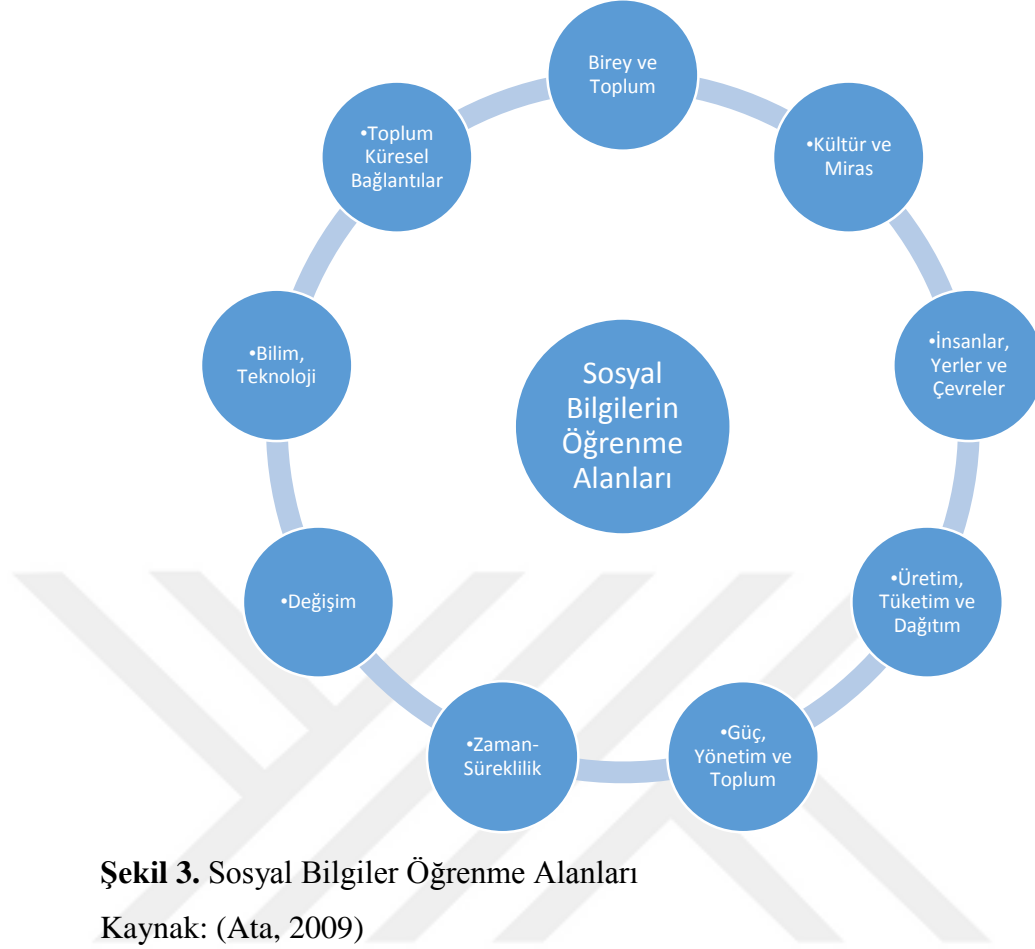 Birey ve
Toplum
•Kültür ve
Miras
•İnsanlar,
Yerler ve
Çevreler
•Üretim,
Tüketim ve
Dağıtım
•Güç,
Yönetim ve
Toplum
•Zaman-
Süreklilik
•Değişim
•Bilim,
Teknoloji
•Toplum
Küresel
Bağlantılar
Sosyal
Bilgilerin
Öğrenme
Alanları
Şekil 3. Sosyal Bilgiler Öğrenme Alanları
Kaynak: (Ata, 2009)